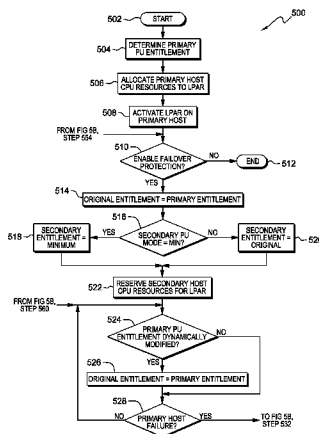 500
502
START
504
DETERMINE PRIMARY
PU ENTITLEMENT
506
ALLOCATE PRIMARY HOST
CPU RESOURCES TO LPAR
508
ACTIVATE LPAR ON
PRIMARY HOST
FROM FIG 5B,
STEP 554
510
ENABLE FAILOVER
PROTECTION?
NO
END
512
YES
514
ORIGINAL ENTITLEMENT = PRIMARY ENTITLEMENT
516
SECONDARY PU
MODE = MIN?
YES
NO
518
SECONDARY
ENTITLEMENT =
MINIMUM
SECONDARY
ENTITLEMENT =
ORIGINAL
520
522
RESERVE SECONDARY HOST
CPU RESOURCES FOR LPAR
FROM FIG 5B,
STEP 560
524
PRIMARY PU
ENTITLEMENT DYNAMICALLY
MODIFIED?
NO
YES
526
ORIGINAL ENTITLEMENT = PRIMARY ENTITLEMENT
528
PRIMARY HOST
FAILURE?
NO
YES
TO FIG 5B,
STEP 532